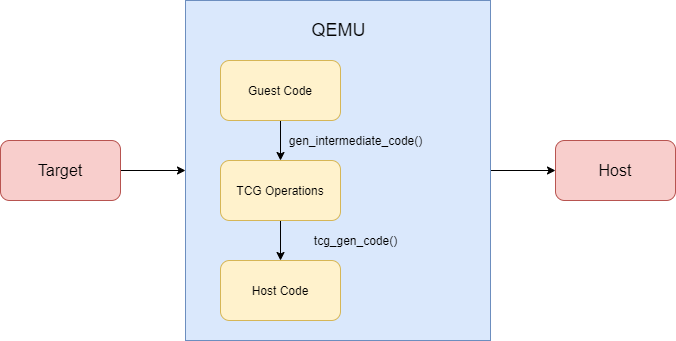 QEMU
Guest Code
gen_intermediate_code()
Target
TCG Operations
Host
tcg_gen_code()
Host Code